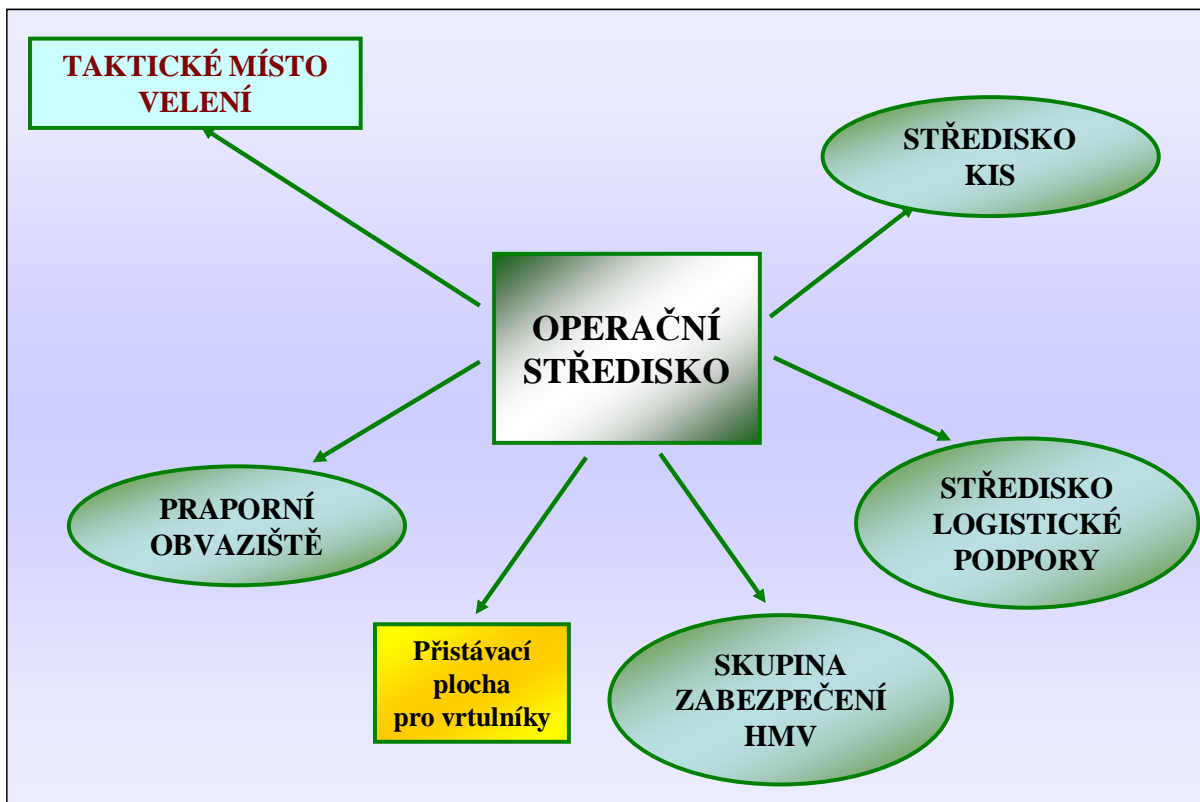 TAKTICKÉ MÍSTO
VELENÍ
STŘEDISKO
KIS
OPERAČNÍ
STŘEDISKO
PRAPORNÍ
OBVAZIŠTĚ
STŘEDISKO
LOGISTICKÉ
PODPORY
Přistávací
plocha
pro vrtulníky
SKUPINA
ZABEZPEČENÍ
HMV